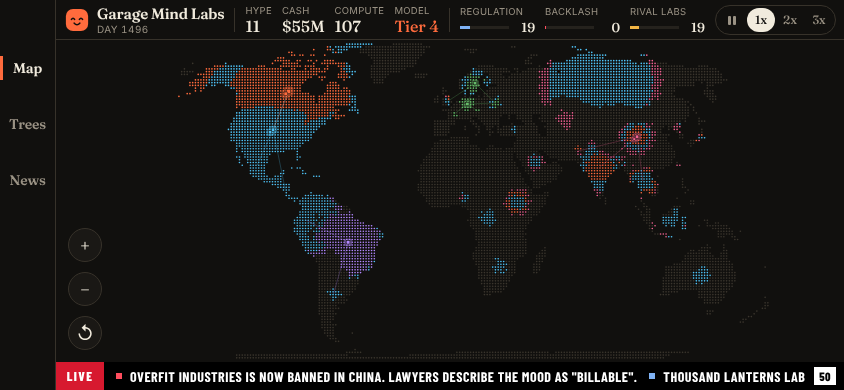 Garage Mind Labs
DAY 1496
HYPE
11
CASH
$55M
COMPUTE
107
MODEL
Tier 4
REGULATION
19
BACKLASH
0
RIVAL LABS
19
1x
2x
3x
Map
Trees
News
+
−
LIVE
OVERFIT INDUSTRIES IS NOW BANNED IN CHINA. LAWYERS DESCRIBE THE MOOD AS "BILLABLE".
THOUSAND LANTERNS LAB
50